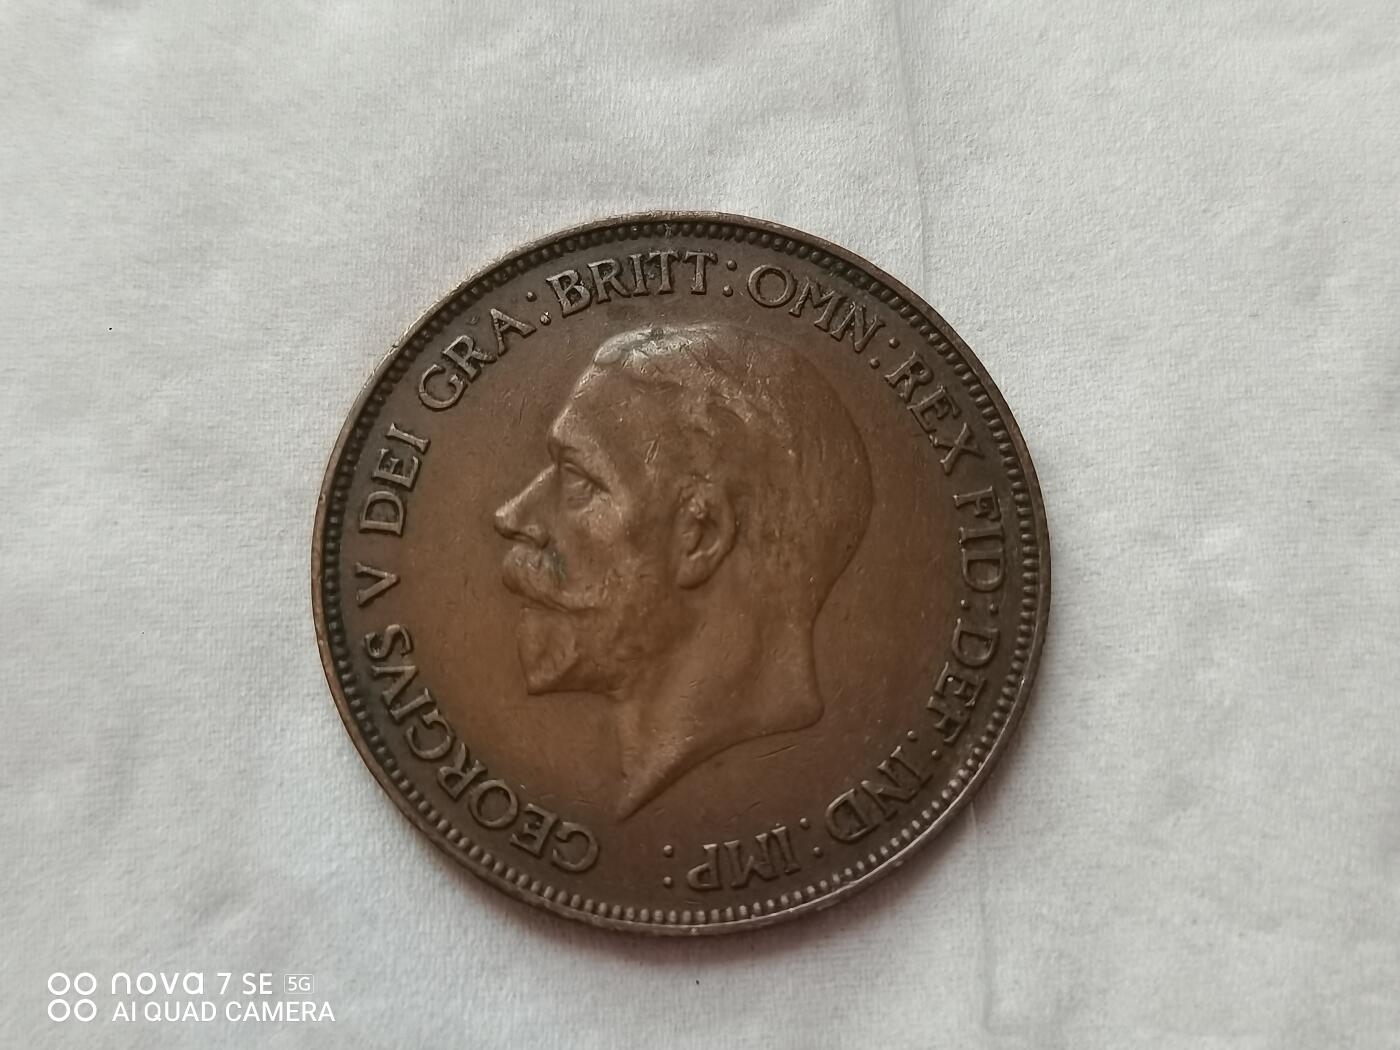 GEORGIVS V DEI GRA: BRITT: OMN: REX FID: DEF: IND: IMP:
nova 7 SE 5G
AI QUAD CAMERA